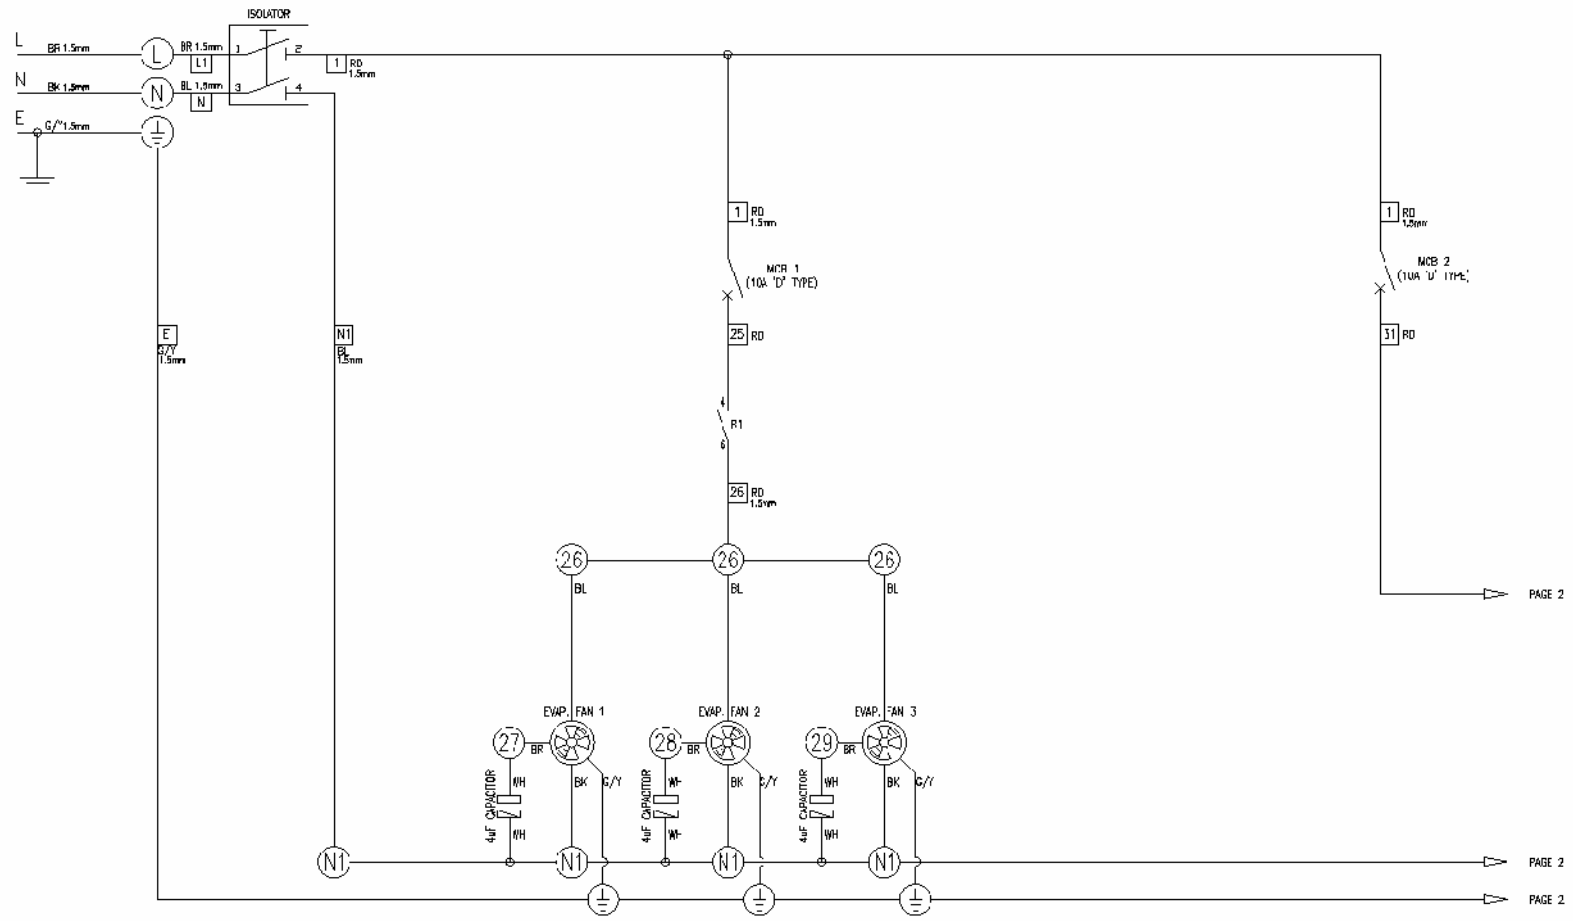 ISOLATOR
L
BR 1.5mm
L
BR 1.5mm
L1
1
2
1
RD
1.5mm
N
BK 1.5mm
N
BL 1.5mm
N
3
4
E
1.5mm
1
RD
1.5mm
1
RD
1.5mm
MCB 1
(10A "D" TYPE)
MCB 2
E
G/Y
1.5mm
N1
BL
1.5mm
25
RD
31
RD
4
R1
6
26
RD
1.5mm
26
26
26
BL
BL
BL
PAGE 2
EVAP. FAN 1
EVAP. FAN 2
EVAP. FAN 3
27
BR
28
BR
29
BR
4uF CAPACITOR
WH
WH
BK
G/Y
4uF CAPACITOR
BK
4uF CAPACITOR
WH
WH
BK
G/Y
N1
N1
N1
N1
PAGE 2
PAGE 2